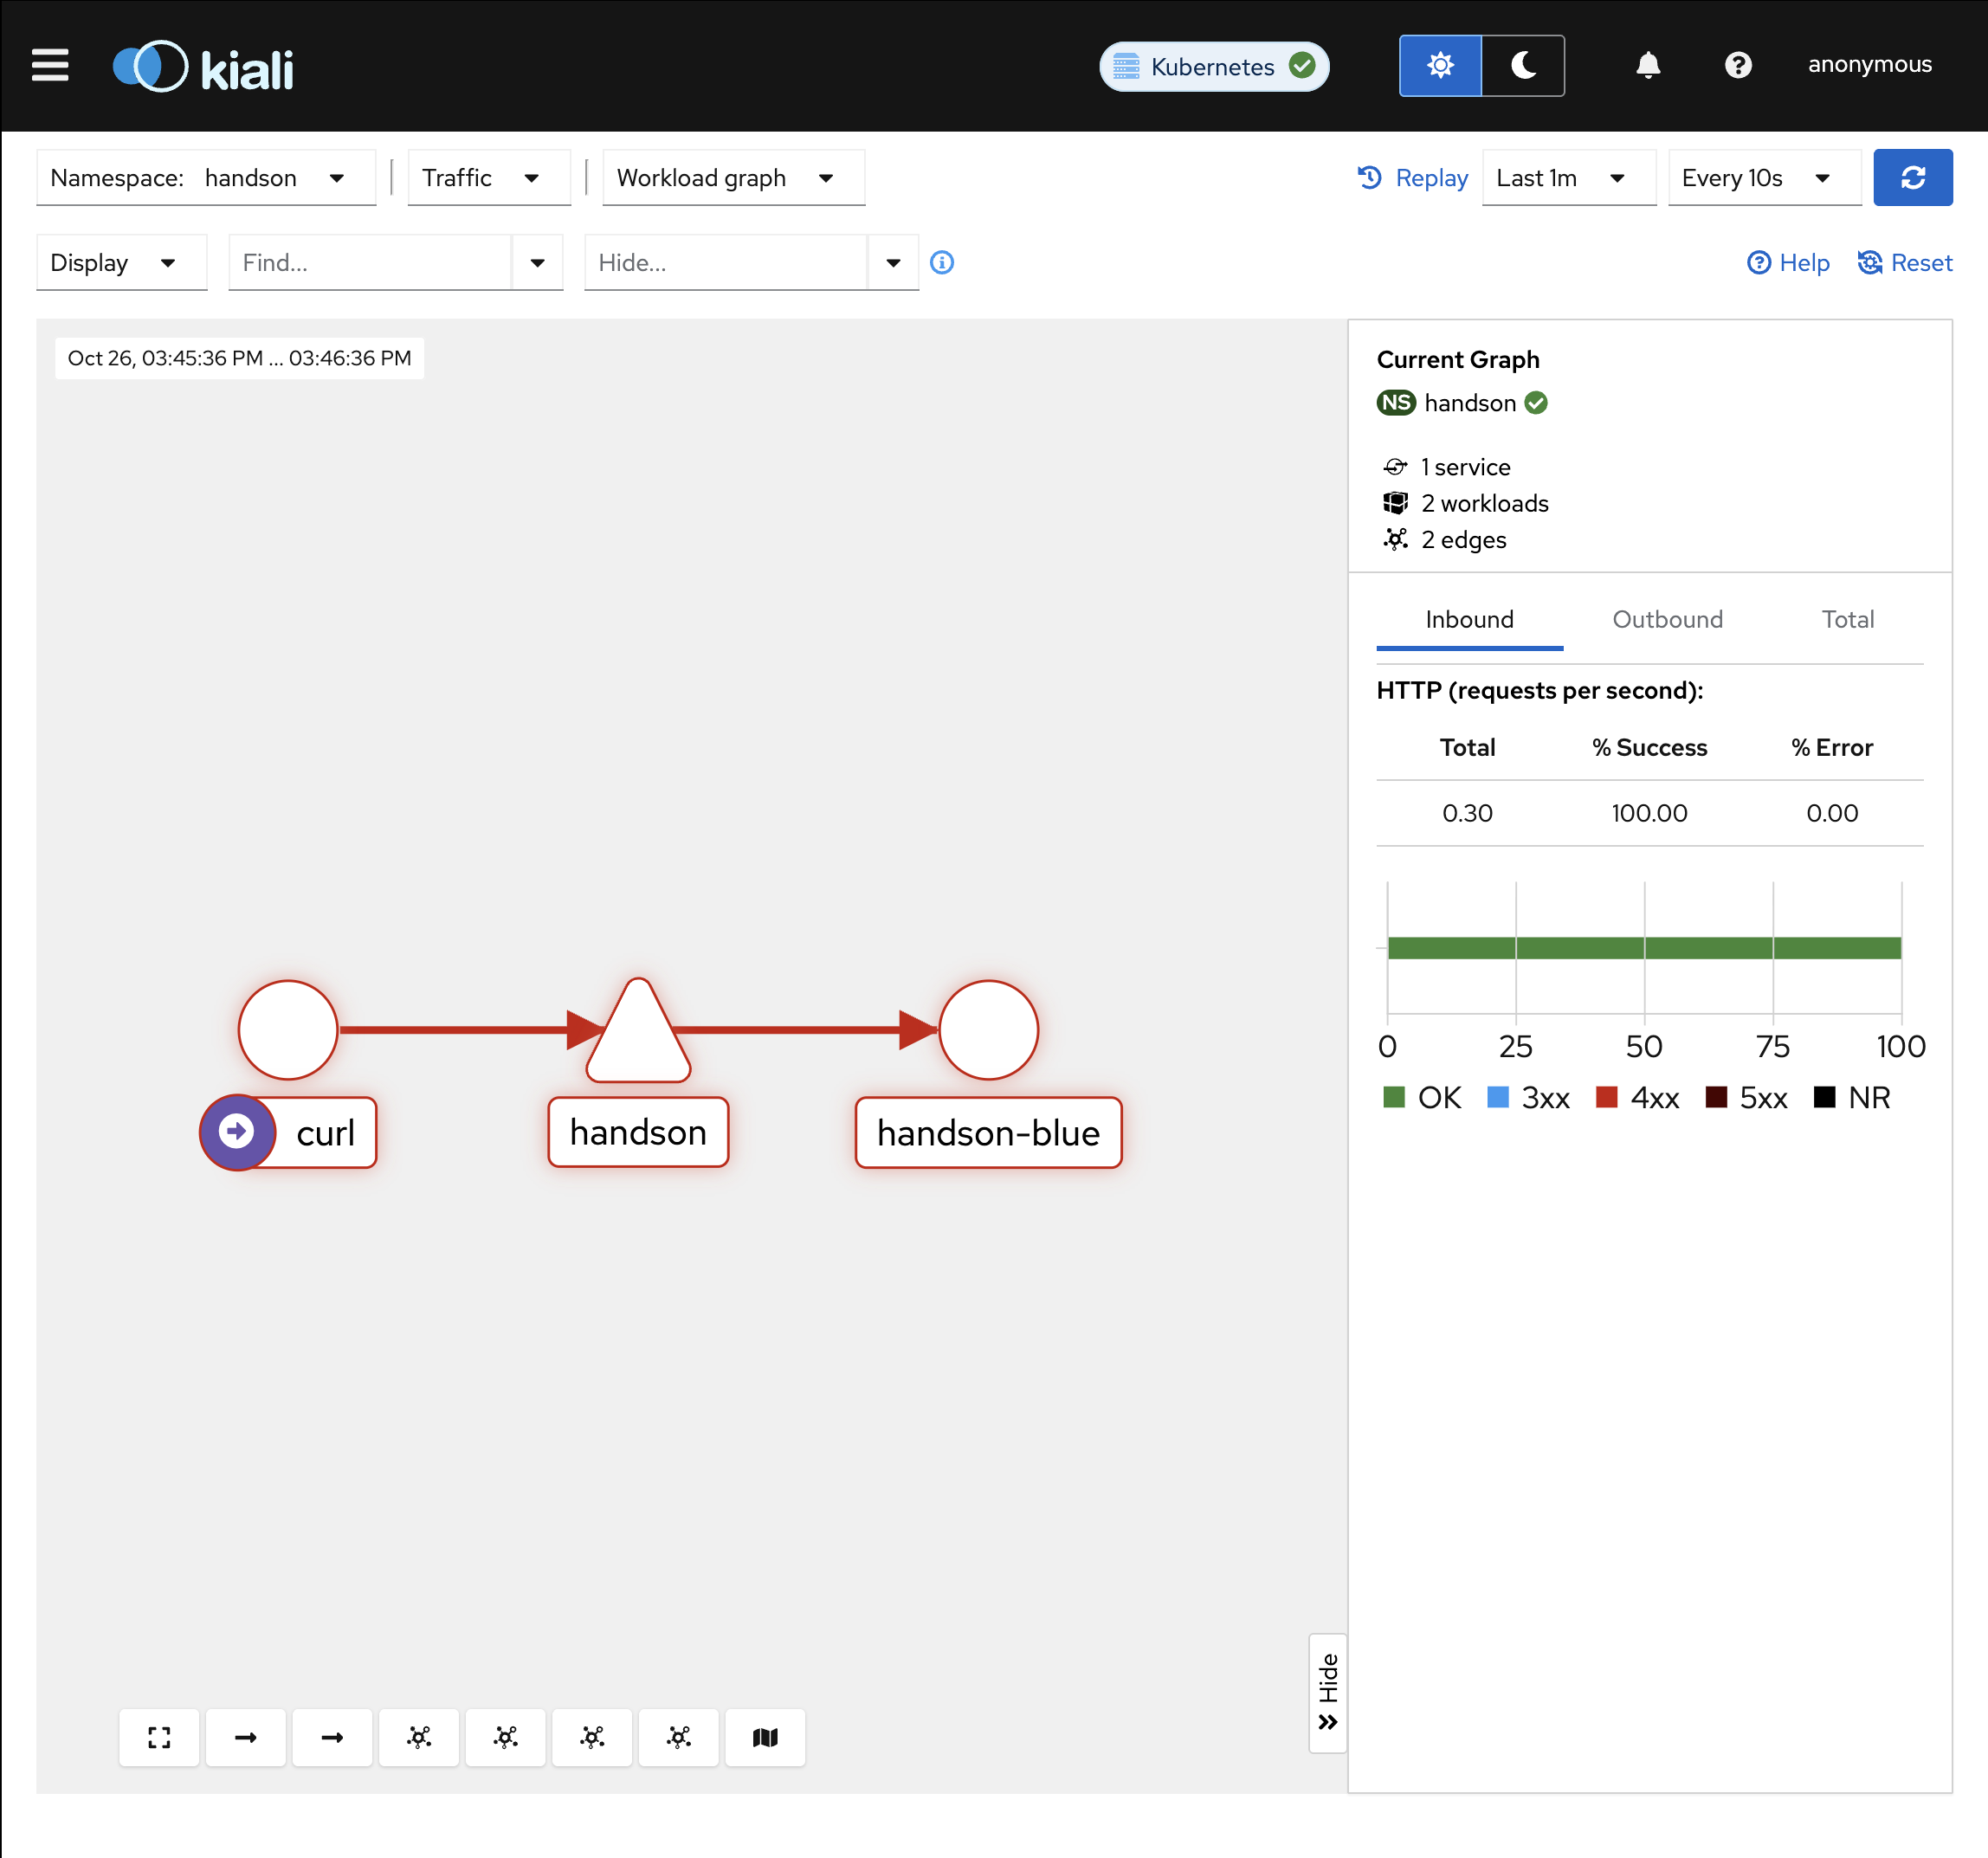 kiali
Kubernetes
anonymous
Namespace: handson
Traffic
Workload graph
Replay
Last 1m
Every 10s
Display
Find...
Hide...
Help
Reset
Oct 26, 03:45:36 PM ... 03:46:36 PM
Current Graph
NS handson
1 service
2 workloads
2 edges
Inbound Outbound Total
HTTP (requests per second):
Total % Success % Error
0.30 100.00 0.00
0 25 50 75 100
OK 3xx 4xx 5xx NR
curl
handson
handson-blue
Hide